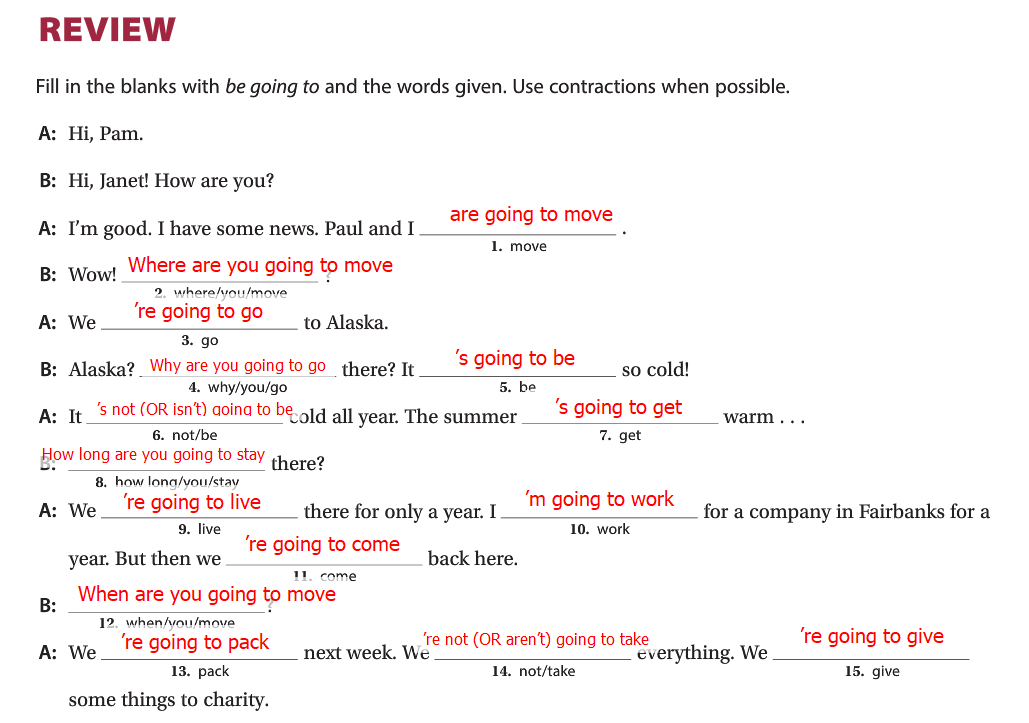 REVIEW
Fill in the blanks with be going to and the words given. Use contractions when possible.
A: Hi, Pam.
B: Hi, Janet! How are you?
A: I’m good. I have some news. Paul and I are going to move .
1. move
B: Wow! Where are you going to move ?
2. where/you/move
A: We ’re going to go to Alaska.
3. go
B: Alaska? Why are you going to go there? It ’s going to be so cold!
4. why/you/go 5. be
A: It ’s not (OR isn’t) going to be cold all year. The summer ’s going to get warm . . .
6. not/be 7. get
B: How long are you going to stay there?
8. how long/you/stay
A: We ’re going to live there for only a year. I ’m going to work for a company in Fairbanks for a
9. live 10. work
year. But then we ’re going to come back here.
11. come
B: When are you going to move ?
12. when/you/move
A: We ’re going to pack next week. We ’re not (OR aren’t) going to take everything. We ’re going to give
13. pack 14. not/take 15. give
some things to charity.